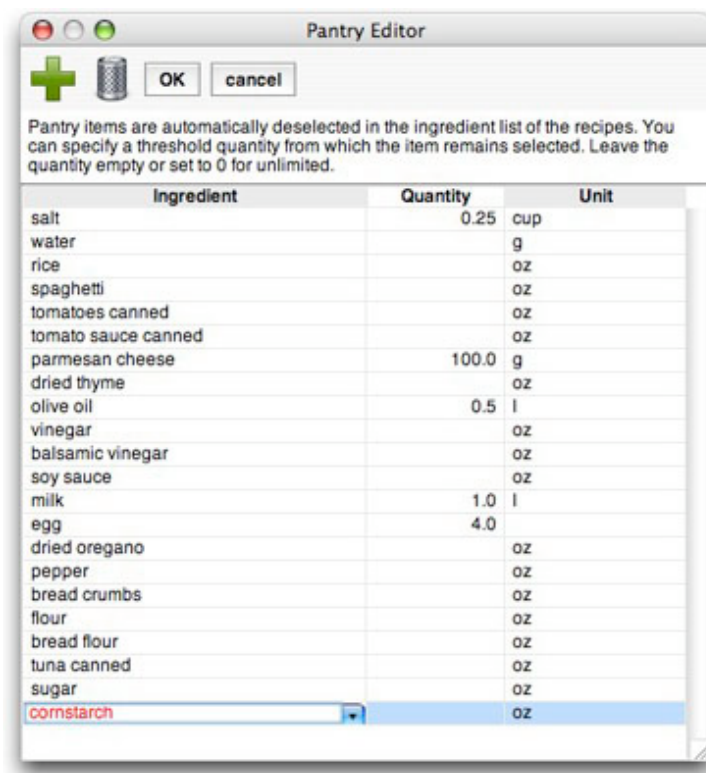 Pantry Editor
OK cancel
Pantry items are automatically deselected in the ingredient list of the recipes. You
can specify a threshold quantity from which the item remains selected. Leave the
quantity empty or set to 0 for unlimited.
Ingredient Quantity Unit
salt 0.25 cup
water g
rice oz
spaghetti oz
tomatoes canned oz
tomato sauce canned oz
parmesan cheese 100.0 g
dried thyme oz
olive oil 0.5 l
vinegar oz
balsamic vinegar oz
soy sauce oz
milk 1.0 l
egg 4.0
dried oregano oz
pepper oz
bread crumbs oz
flour oz
bread flour oz
tuna canned oz
sugar oz
cornstarch oz